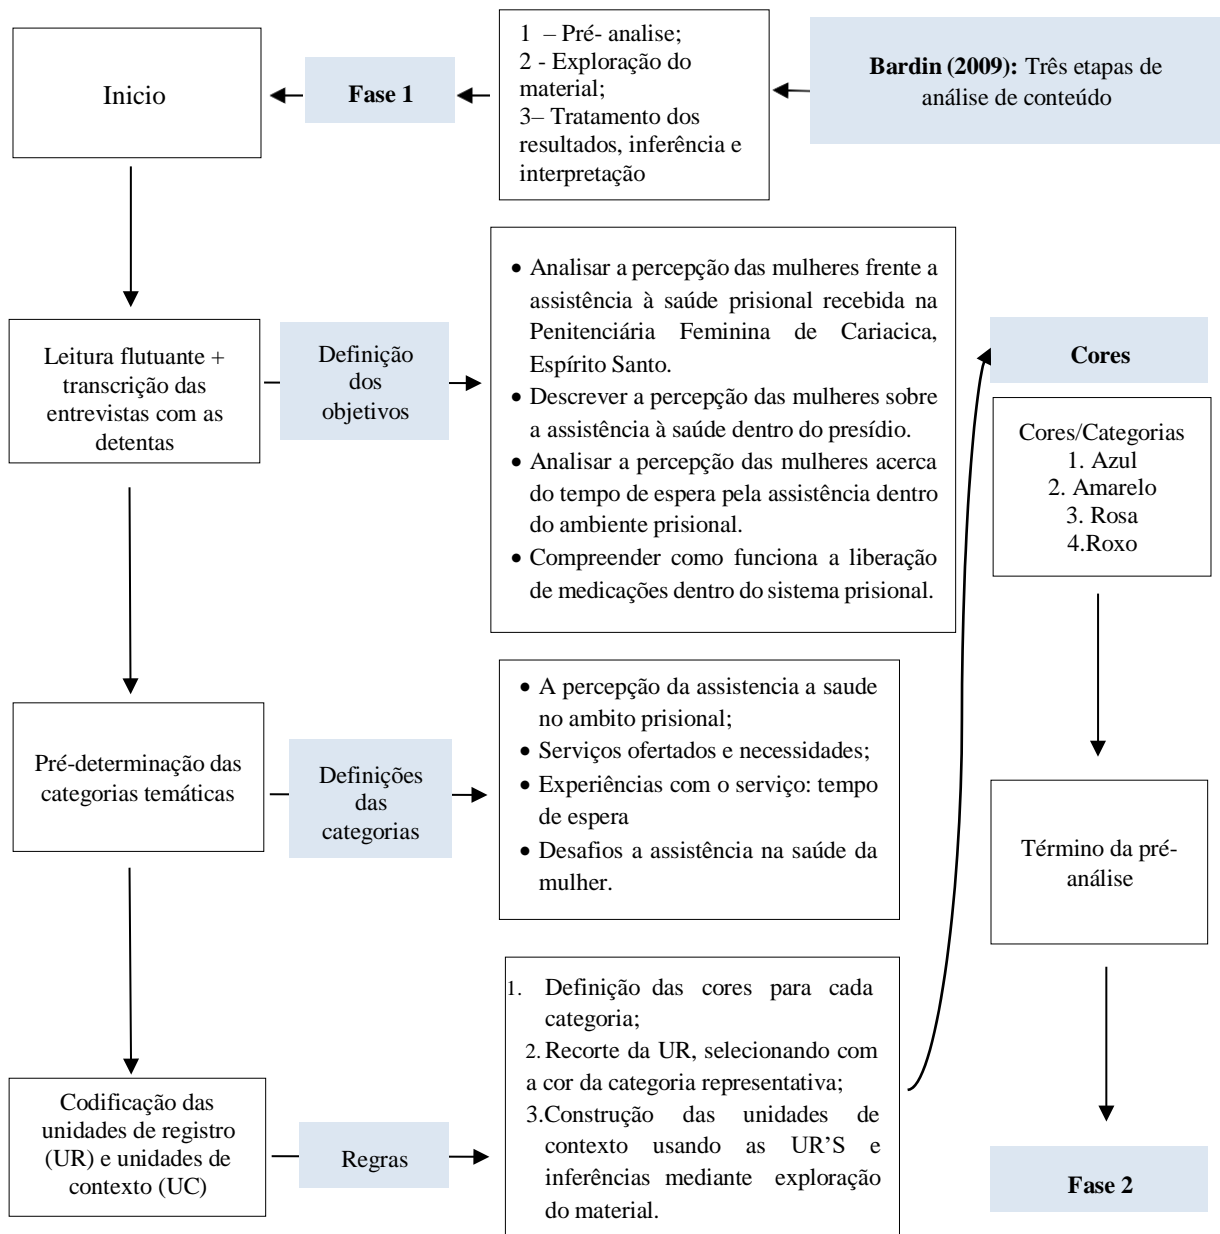 Inicio
Fase 1
1 – Pré- analise;
2 - Exploração do
material;
3– Tratamento dos
resultados, inferência e
interpretação
Bardin (2009): Três etapas de
análise de conteúdo
Leitura flutuante +
transcrição das
entrevistas com as
detentas
Definição
dos
objetivos
• Analisar a percepção das mulheres frente a
assistência à saúde prisional recebida na
Penitenciária Feminina de Cariacica,
Espírito Santo.
• Descrever a percepção das mulheres sobre
a assistência à saúde dentro do presídio.
• Analisar a percepção das mulheres acerca
do tempo de espera pela assistência dentro
do ambiente prisional.
• Compreender como funciona a liberação
de medicações dentro do sistema prisional.
Cores
Cores/Categorias
1. Azul
2. Amarelo
3. Rosa
4.Roxo
Pré-determinação das
categorias temáticas
Definições
das
categorias
• A percepção da assistencia a saude
no ambito prisional;
• Serviços ofertados e necessidades;
• Experiências com o serviço: tempo
de espera
• Desafios a assistência na saúde da
mulher.
Término da pré-
análise
Codificação das
unidades de registro
(UR) e unidades de
contexto (UC)
Regras
1. Definição das cores para cada
categoria;
2. Recorte da UR, selecionando com
a cor da categoria representativa;
3.Construção das unidades de
contexto usando as UR’S e
inferências mediante exploração
do material.
Fase 2